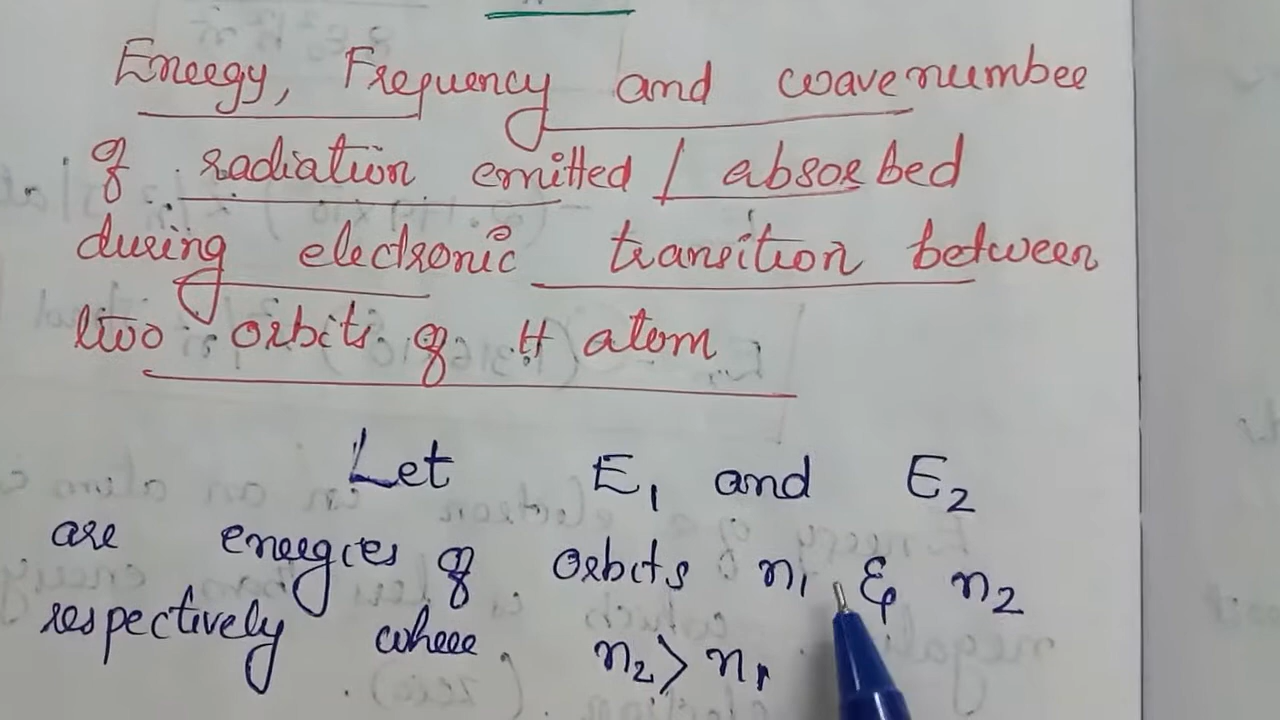 Energy, Frequency and wavenumber
of radiation emitted / absorbed
during electronic transition between
two orbits of H atom
Let E₁ and E₂
are energies of orbits n₁ & n₂
respectively where n₂ > n₁